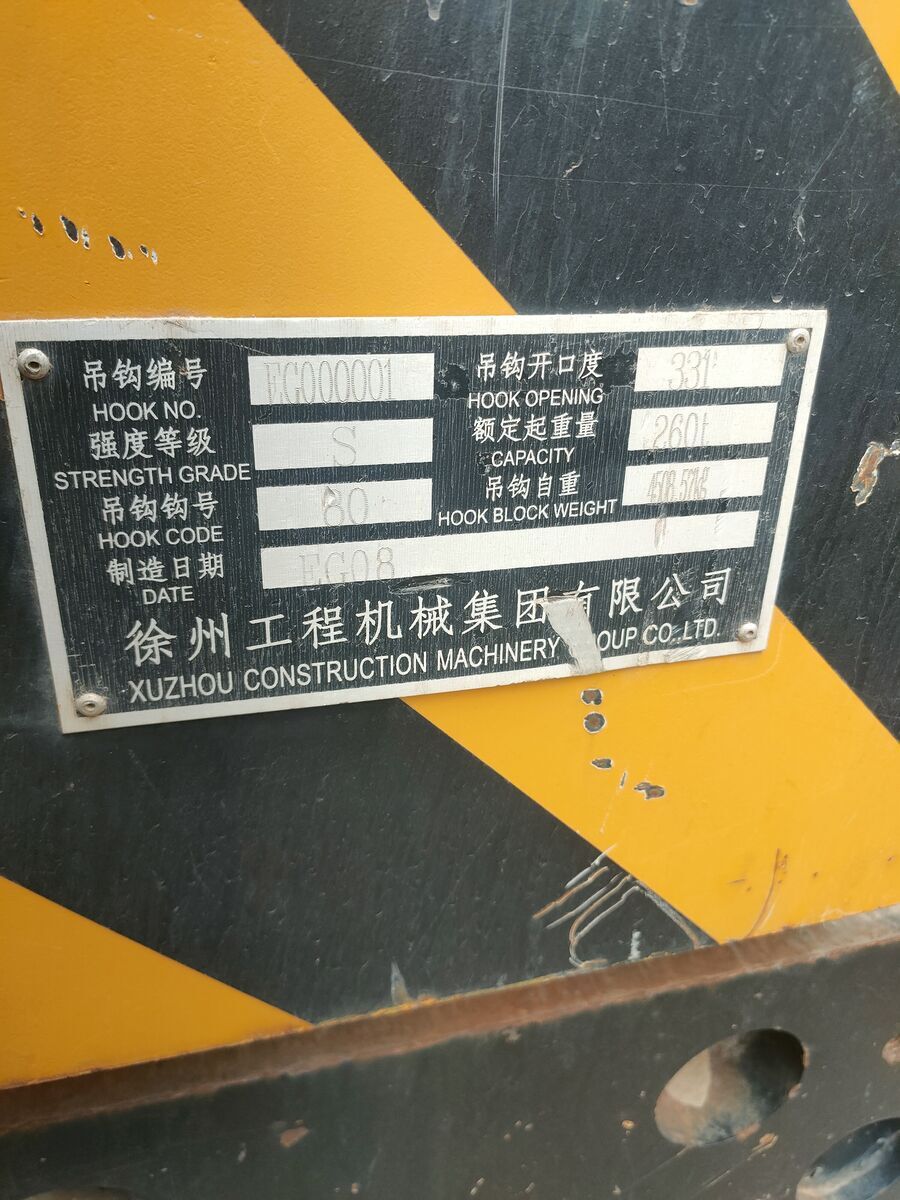 吊钩编号 EG000001 吊钩开口度 331
HOOK NO. HOOK OPENING
强度等级 S 额定起重量 260t
STRENGTH GRADE CAPACITY
吊钩钩号 80 吊钩自重
HOOK CODE HOOK BLOCK WEIGHT
制造日期 EG08
DATE
徐州工程机械集团有限公司
XUZHOU CONSTRUCTION MACHINERY GROUP CO.,LTD.